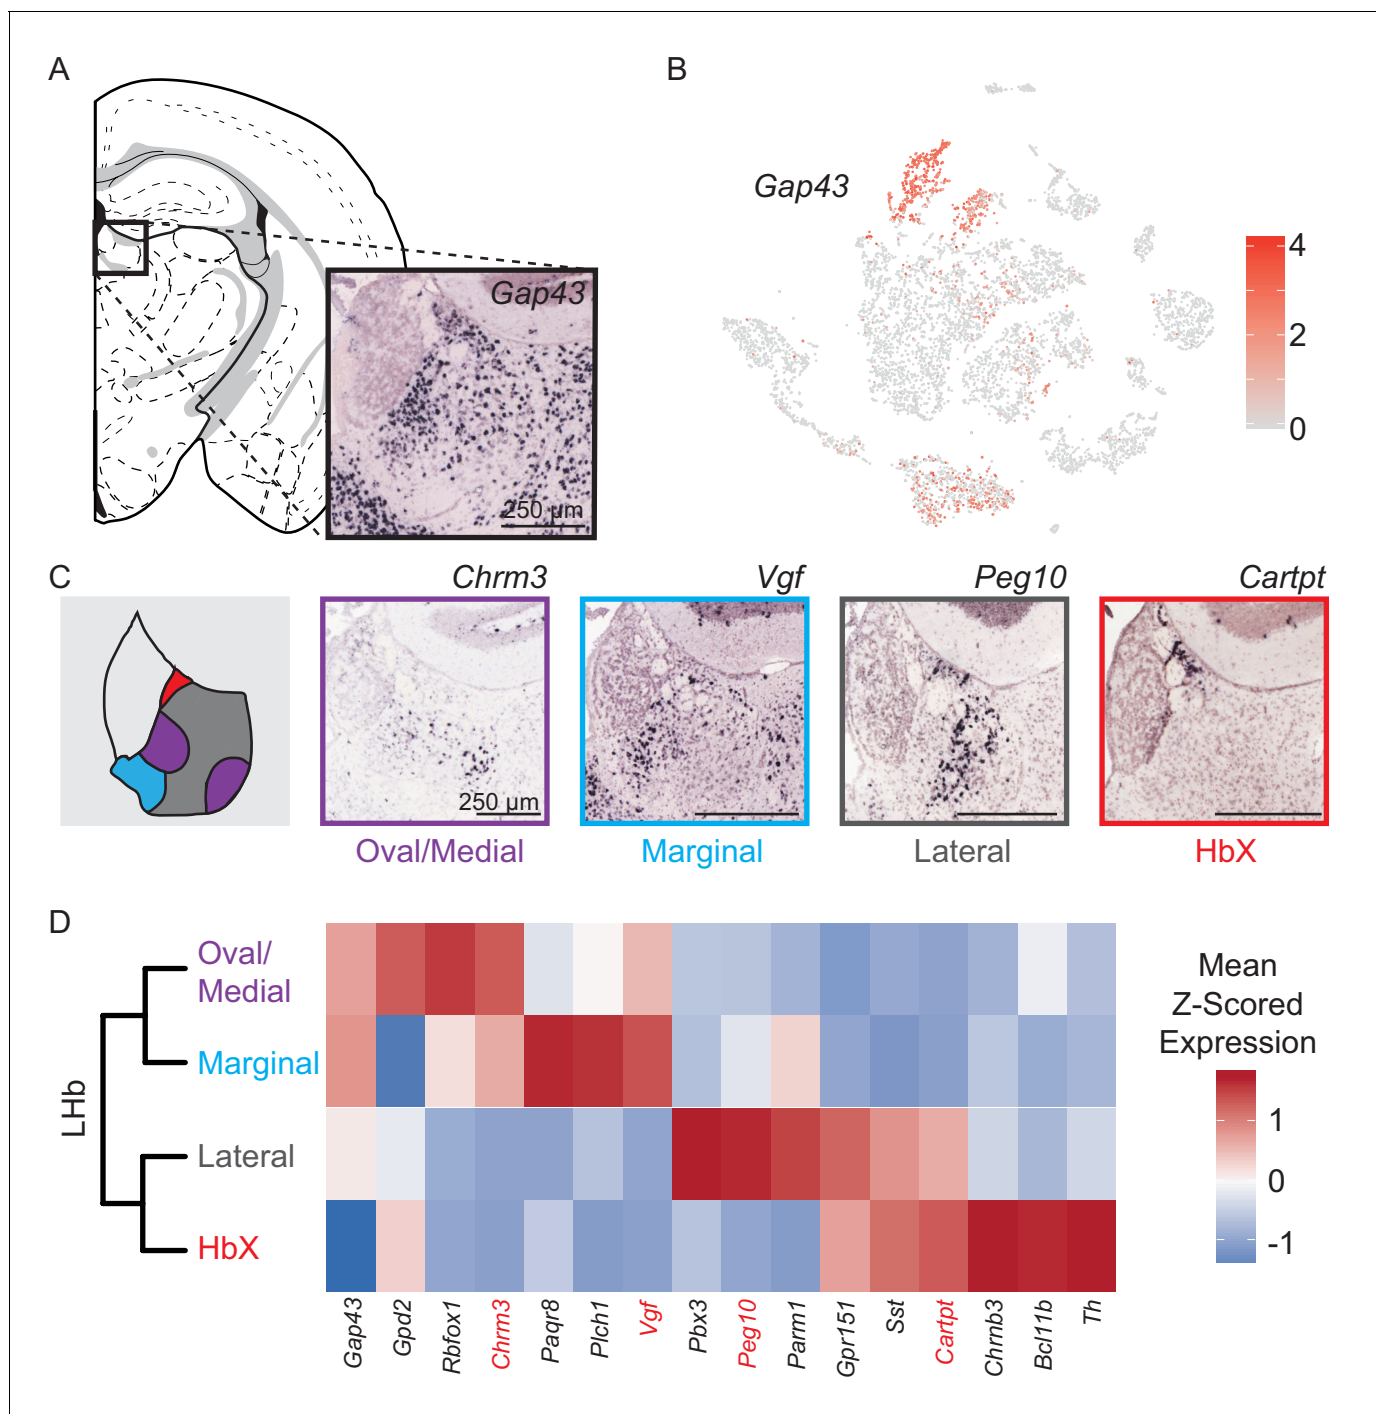 A
B
Gap43
Gap43
250 µm
4
2
0
C
Chrm3
Vgf
Peg10
Cartpt
250 µm
Oval/Medial
Marginal
Lateral
HbX
D
LHb
Oval/
Medial
Marginal
Lateral
HbX
Mean
Z-Scored
Expression
1
0
-1
Gap43
Gpd2
Rbfox1
Chrm3
Paqr8
Plch1
Vgf
Pbx3
Peg10
Parm1
Gpr151
Sst
Cartpt
Chrnb3
Bcl11b
Th